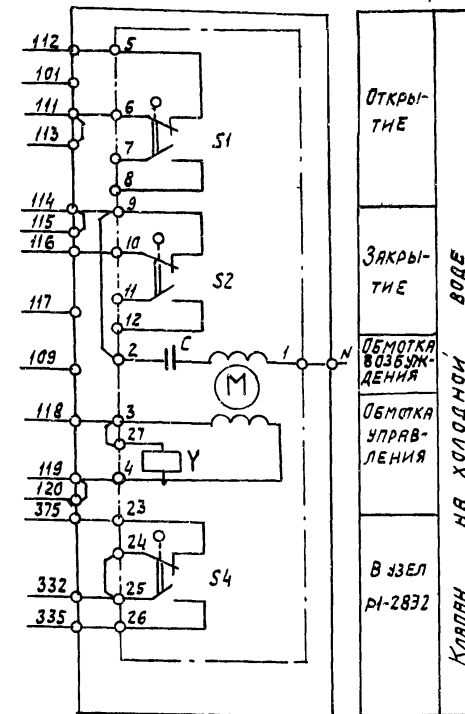 112
5
101
111
6
113
7
S1
8
114
9
115
116
10
S2
11
117
12
2
C
1
N
109
M
118
3
27
Y
119
4
120
375
23
24
S4
332
25
335
26
ОТКРЫ-
ТИЕ
ЗАКРЫ-
ТИЕ
ОБМОТКА
ВОЗБУЖ-
ДЕНИЯ
ОБМОТКА
УПРАВ-
ЛЕНИЯ
В УЗЕЛ
р1-2832
КЛАПАН НА ХОЛОДНОЙ ВОДЕ